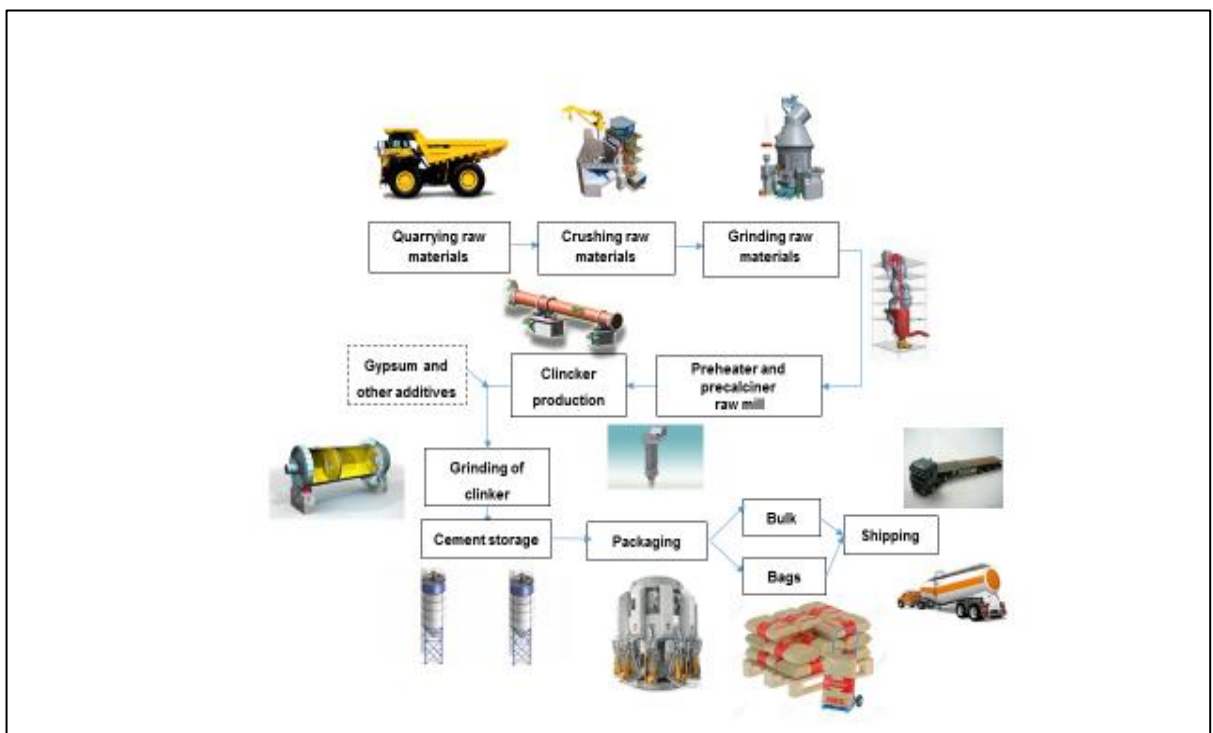 Quarrying raw
materials
Crushing raw
materials
Grinding raw
materials
Gypsum and
other additives
Clincker
production
Preheater and
precalciner
raw mill
Grinding of
clinker
Cement storage
Packaging
Bulk
Bags
Shipping